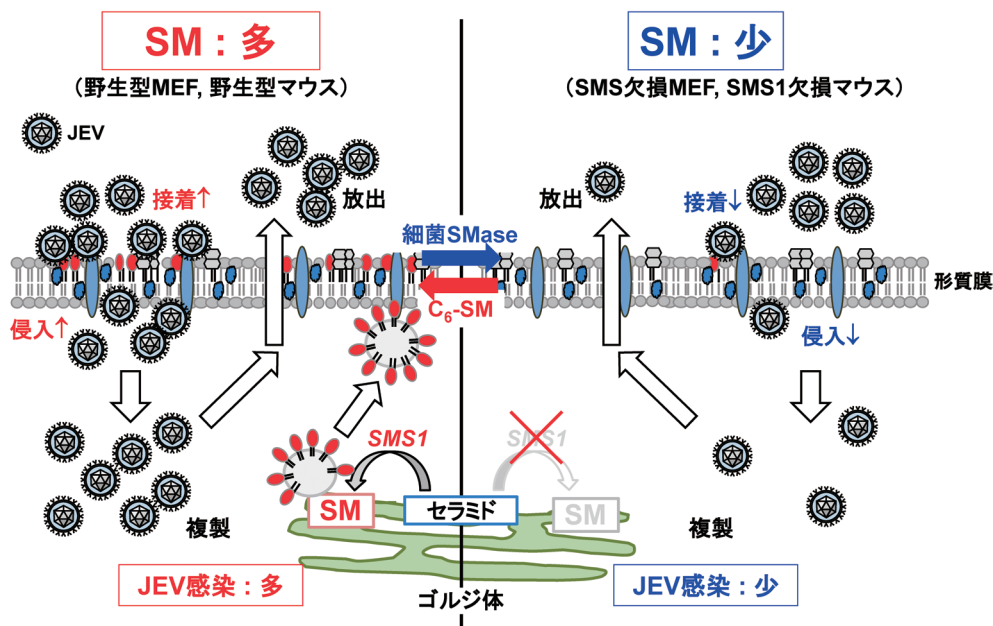 SM：多
（野生型MEF, 野生型マウス）
SM：少
（SMS欠損MEF, SMS1欠損マウス）
JEV
接着↑
放出
放出
接着↓
細菌SMase
C₆-SM
形質膜
侵入↑
侵入↓
SMS1
SMS1
SM
セラミド
SM
複製
複製
JEV感染：多
ゴルジ体
JEV感染：少